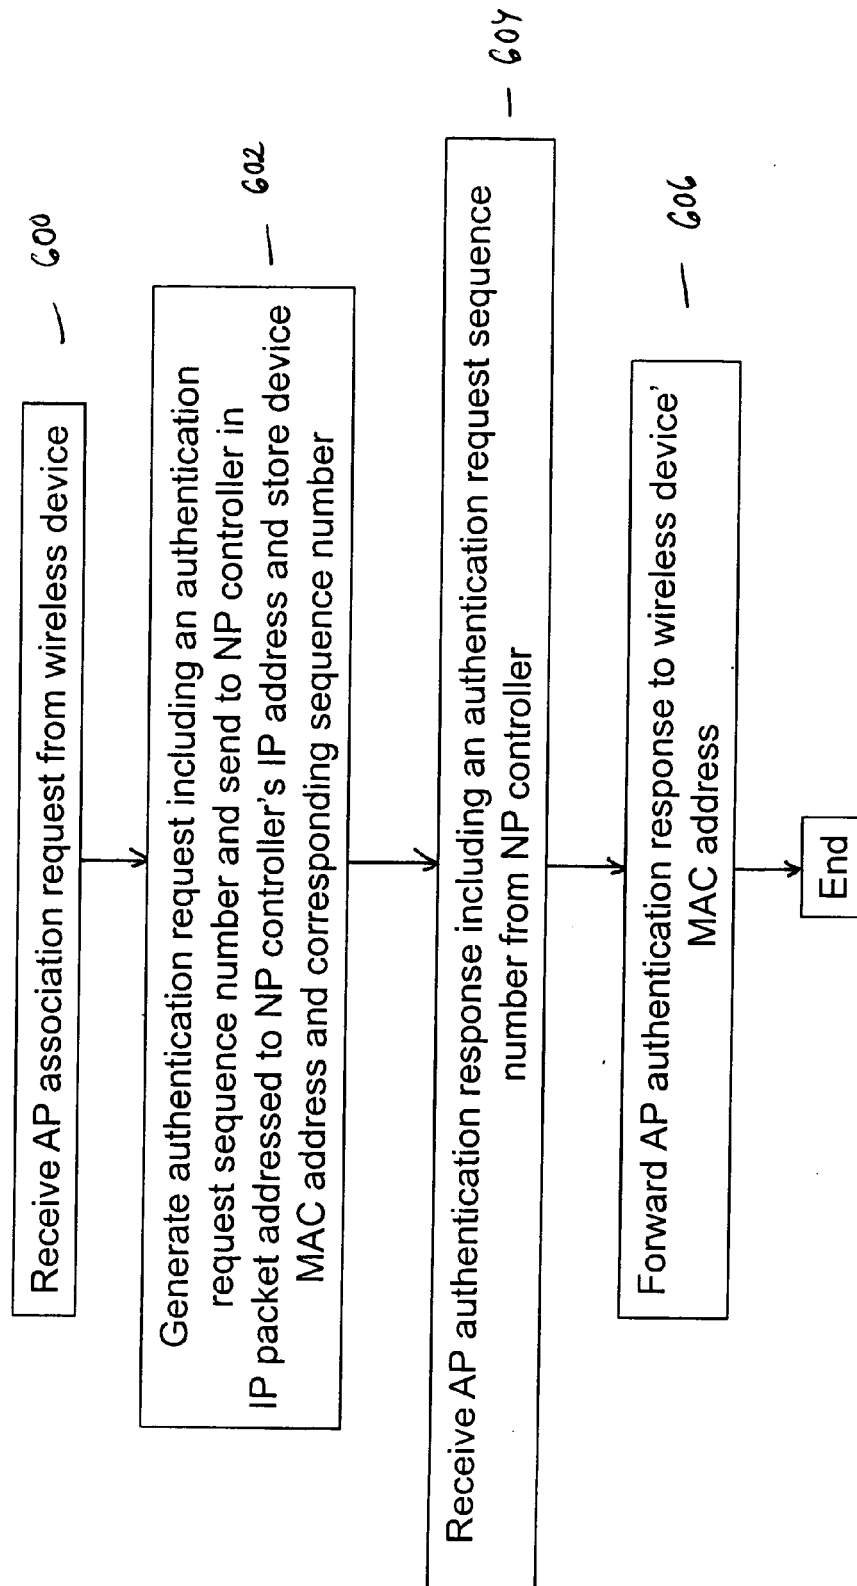 Receive AP association request from wireless device
600
Generate authentication request including an authentication
request sequence number and send to NP controller in
IP packet addressed to NP controller's IP address and store device
MAC address and corresponding sequence number
602
Receive AP authentication response including an authentication request sequence
number from NP controller
604
Forward AP authentication response to wireless device'
MAC address
606
End